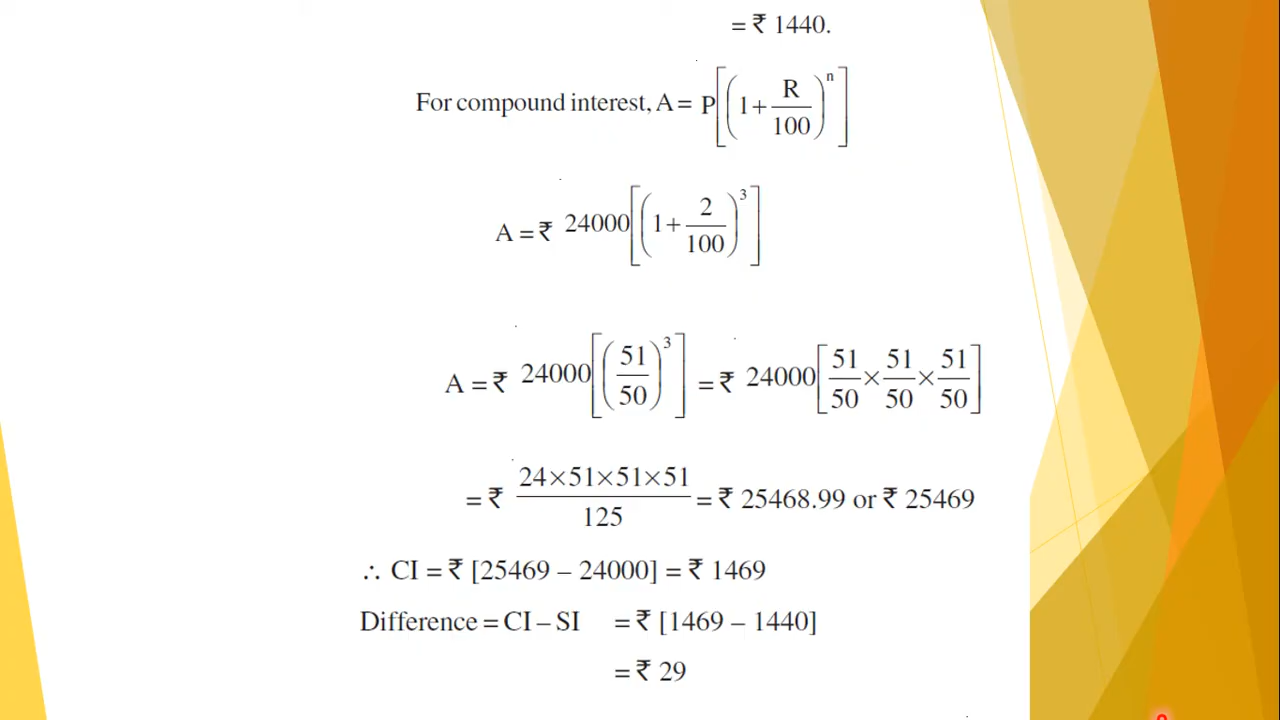 = ₹ 1440.
For compound interest, A = P[(1 + R/100)^n]
A = ₹ 24000[(1 + 2/100)^3]
A = ₹ 24000[(51/50)^3] = ₹ 24000[51/50 × 51/50 × 51/50]
= ₹ 24×51×51×51/125 = ₹ 25468.99 or ₹ 25469
∴ CI = ₹ [25469 – 24000] = ₹ 1469
Difference = CI – SI = ₹ [1469 – 1440]
= ₹ 29